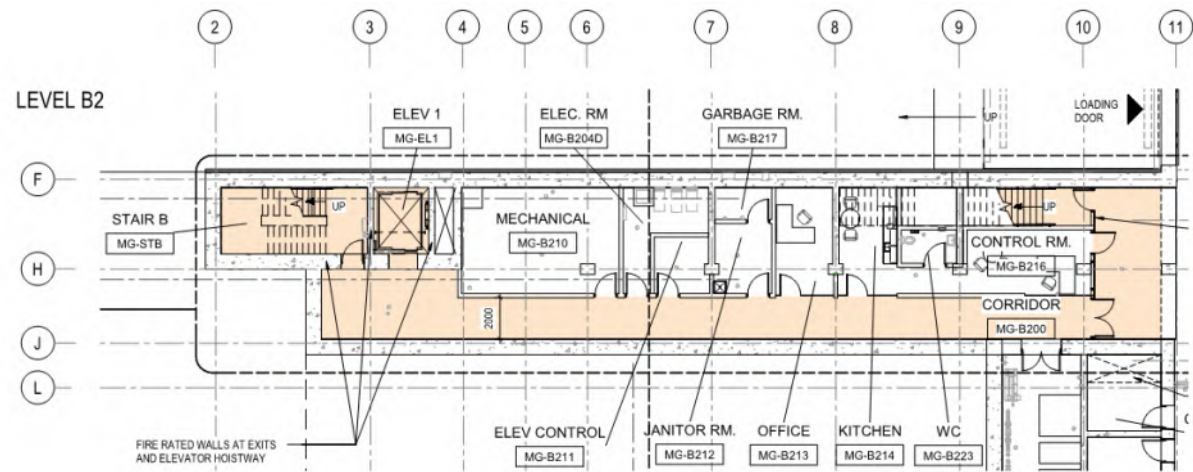 2 3 4 5 6 7 8 9 10 11
LEVEL B2
ELEV 1
MG-EL1
ELEC. RM
MG-B204D
GARBAGE RM.
MG-B217
UP
LOADING
DOOR
F
STAIR B
MG-STB
UP
MECHANICAL
MG-B210
UP
CONTROL RM.
MG-B216
H
CORRIDOR
MG-B200
2000
J
L
FIRE RATED WALLS AT EXITS
AND ELEVATOR HOISTWAY
ELEV CONTROL
MG-B211
JANITOR RM.
MG-B212
OFFICE
MG-B213
KITCHEN
MG-B214
WC
MG-B223